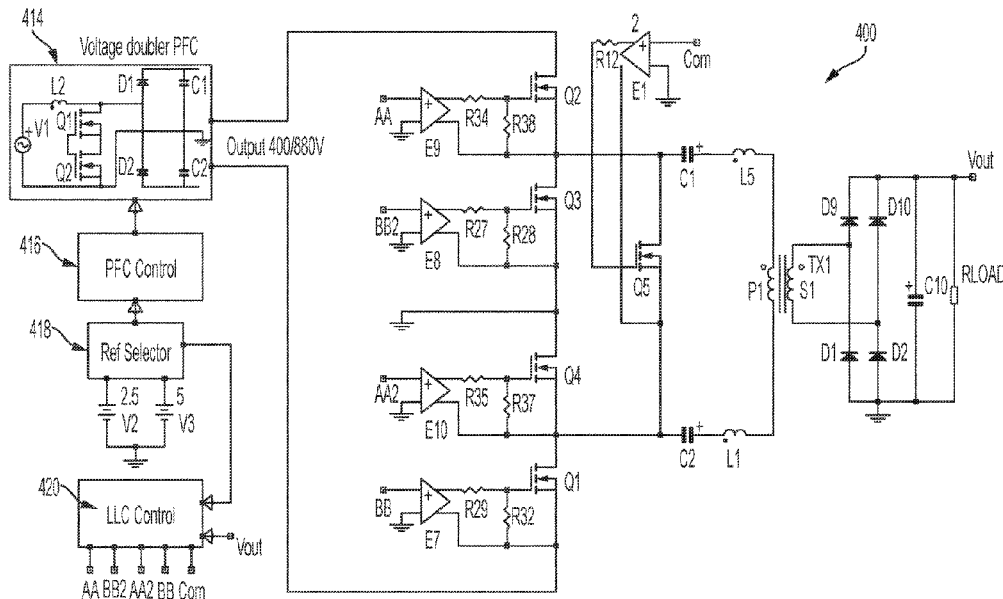 414
Voltage doubler PFC
L2
D1
C1
Q1
+V1
Q2
D2
C2
Output 400/880V
416
PFC Control
418
Ref Selector
2.5
V2
5
V3
420
LLC Control
Vout
AA BB2 AA2 BB Com
AA
E9
R34
R38
Q2
BB2
E8
R27
R28
Q3
AA2
E10
R35
R37
Q4
BB
E7
R29
R32
Q1
2
R12
E1
Com
Q5
400
C1
L5
C2
L1
P1
TX1
S1
D9
D10
D1
D2
C10
RLOAD
Vout